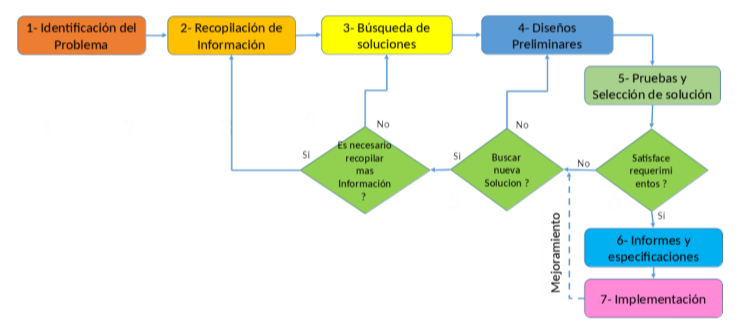 1- Identificación del
Problema
2- Recopilación de
Información
3- Búsqueda de
soluciones
4- Diseños
Preliminares
5- Pruebas y
Selección de solución
No
No
Si
Es necesario
recopilar
mas
Información
?
Si
Buscar
nueva
Solucion ?
No
Satisface
requerimi
entos ?
Si
Mejoramiento
6- Informes y
especificaciones
7- Implementación